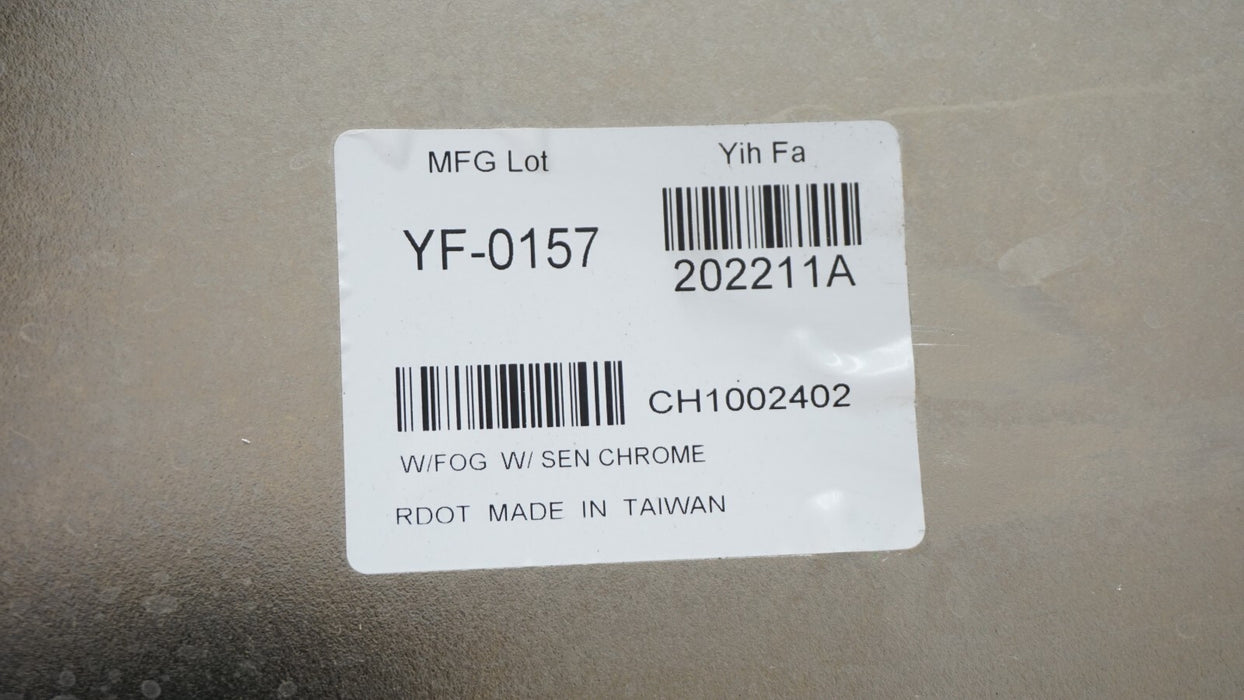 MFG Lot
Yih Fa
YF-0157
202211A
CH1002402
W/FOG W/ SEN CHROME
RDOT MADE IN TAIWAN